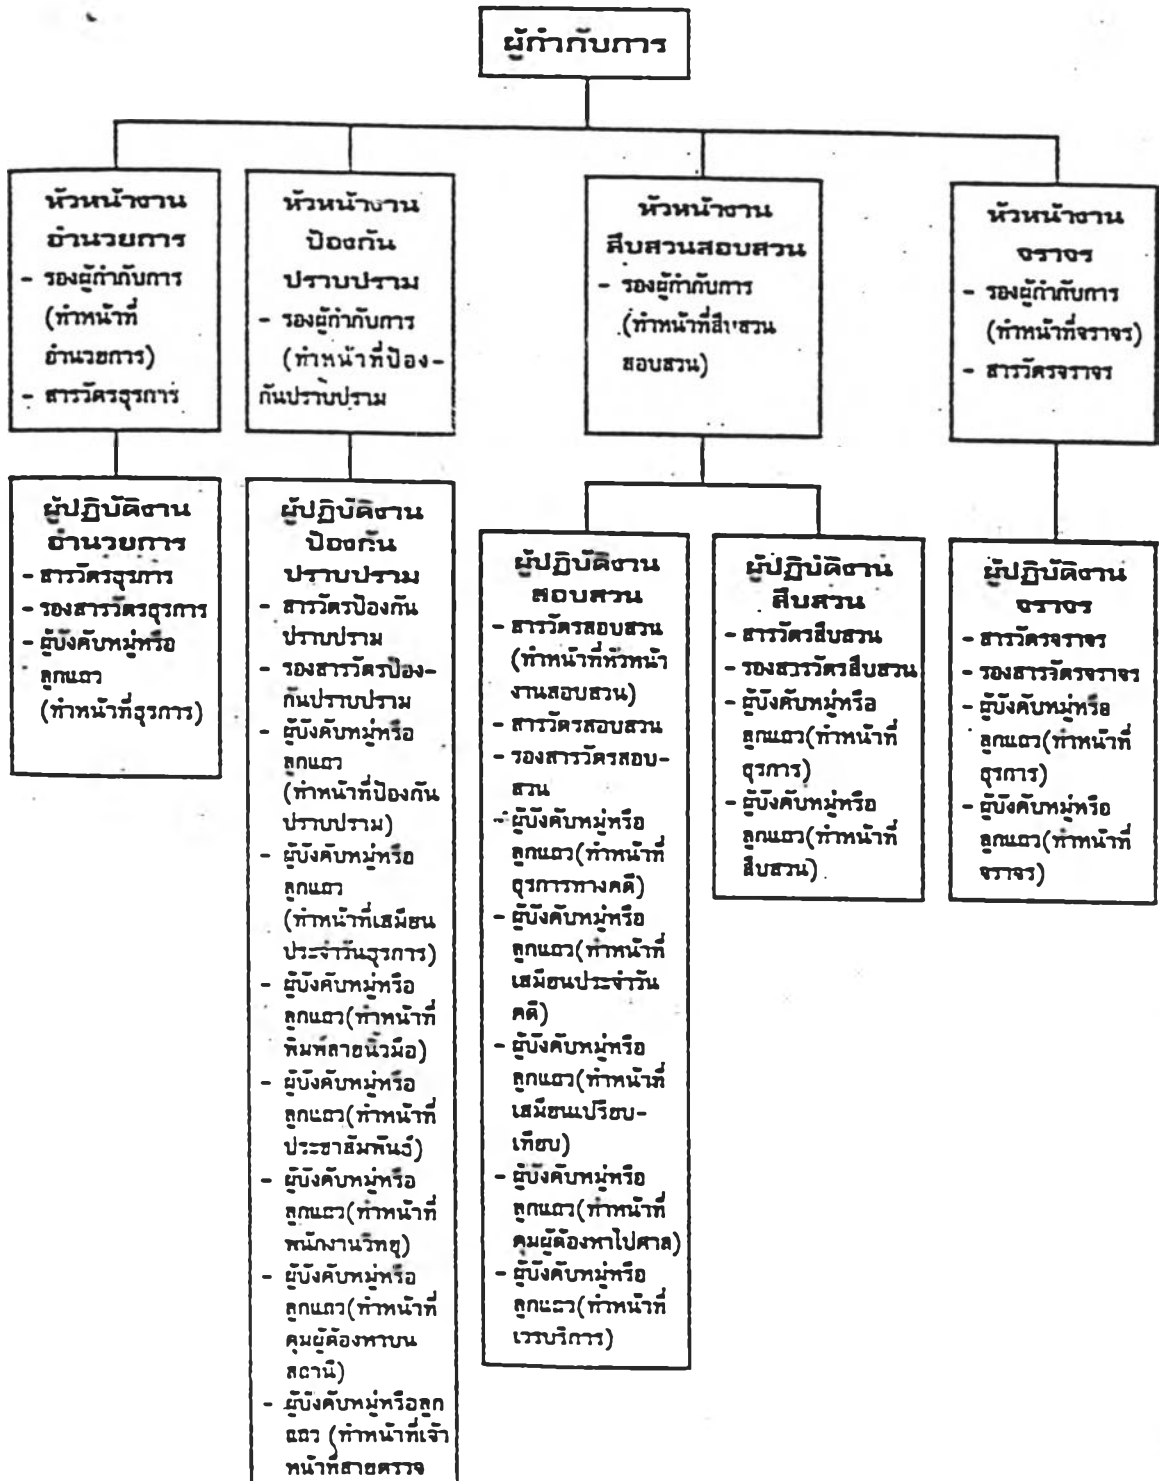 ผู้กำกับการ
หัวหน้างาน
อำนวยการ
- รองผู้กำกับการ
(ทำหน้าที่
อำนวยการ)
- สารวัตรธุรการ
หัวหน้างาน
ป้องกัน
ปราบปราม
- รองผู้กำกับการ
(ทำหน้าที่ป้อง-
กันปราบปราม
หัวหน้างาน
สืบสวนสอบสวน
- รองผู้กำกับการ
(ทำหน้าที่สืบสวน
สอบสวน)
หัวหน้างาน
จราจร
- รองผู้กำกับการ
(ทำหน้าที่จราจร)
- สารวัตรจราจร
ผู้ปฏิบัติงาน
อำนวยการ
- สารวัตรธุรการ
- รองสารวัตรธุรการ
- ผู้บังคับหมู่หรือ
ลูกแถว
(ทำหน้าที่ธุรการ)
ผู้ปฏิบัติงาน
ป้องกัน
ปราบปราม
- สารวัตรป้องกัน
ปราบปราม
- รองสารวัตรป้อง-
กันปราบปราม
- ผู้บังคับหมู่หรือ
ลูกแถว
(ทำหน้าที่ป้องกัน
ปราบปราม)
- ผู้บังคับหมู่หรือ
ลูกแถว
(ทำหน้าที่เสมียน
ประจำวันธุรการ)
- ผู้บังคับหมู่หรือ
ลูกแถว(ทำหน้าที่
พิมพ์ลายนิ้วมือ)
- ผู้บังคับหมู่หรือ
ลูกแถว(ทำหน้าที่
ประชาสัมพันธ์)
- ผู้บังคับหมู่หรือ
ลูกแถว(ทำหน้าที่
พนักงานวิทยุ)
- ผู้บังคับหมู่หรือ
ลูกแถว(ทำหน้าที่
คุมผู้ต้องหาบน
สถานี)
- ผู้บังคับหมู่หรือลูก
แถว (ทำหน้าที่เจ้า
หน้าที่สายตรวจ
ผู้ปฏิบัติงาน
สอบสวน
- สารวัตรสอบสวน
(ทำหน้าที่หัวหน้า
งานสอบสวน)
- สารวัตรสอบสวน
- รองสารวัตรสอบ-
สวน
- ผู้บังคับหมู่หรือ
ลูกแถว(ทำหน้าที่
ธุรการทางคดี)
- ผู้บังคับหมู่หรือ
ลูกแถว(ทำหน้าที่
เสมียนประจำวัน
คดี)
- ผู้บังคับหมู่หรือ
ลูกแถว(ทำหน้าที่
เสมียนเปรียบ-
เทียบ)
- ผู้บังคับหมู่หรือ
ลูกแถว(ทำหน้าที่
คุมผู้ต้องหาไปศาล)
- ผู้บังคับหมู่หรือ
ลูกแถว(ทำหน้าที่
เวรบริการ)
ผู้ปฏิบัติงาน
สืบสวน
- สารวัตรสืบสวน
- รองสารวัตรสืบสวน
- ผู้บังคับหมู่หรือ
ลูกแถว(ทำหน้าที่
ธุรการ)
- ผู้บังคับหมู่หรือ
ลูกแถว(ทำหน้าที่
สืบสวน)
ผู้ปฏิบัติงาน
จราจร
- สารวัตรจราจร
- รองสารวัตรจราจร
- ผู้บังคับหมู่หรือ
ลูกแถว(ทำหน้าที่
ธุรการ)
- ผู้บังคับหมู่หรือ
ลูกแถว(ทำหน้าที่
จราจร)